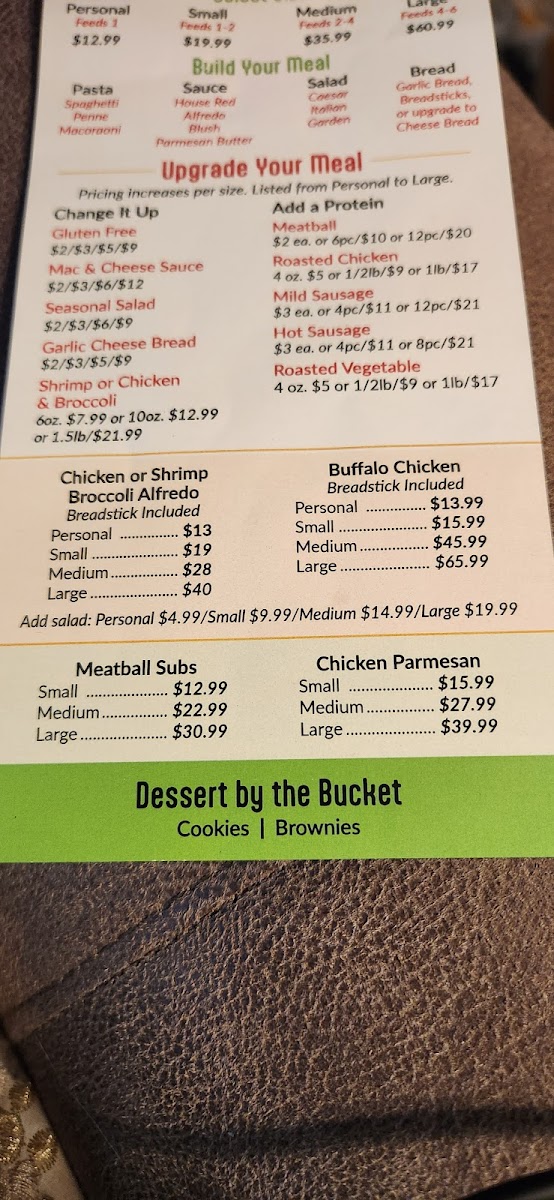 Personal
Feeds 1
$12.99
Small
Feeds 1-2
$19.99
Medium
Feeds 2-4
$35.99
Large
Feeds 4-6
$60.99
Build Your Meal
Pasta
Spaghetti
Penne
Macoraoni
Sauce
House Red
Alfredo
Blush
Parmesan Butter
Salad
Caesar
Italian
Garden
Bread
Garlic Bread,
Breadsticks,
or upgrade to
Cheese Bread
Upgrade Your Meal
Pricing increases per size. Listed from Personal to Large.
Change It Up
Gluten Free
$2/$3/$5/$9
Mac & Cheese Sauce
$2/$3/$6/$12
Seasonal Salad
$2/$3/$6/$9
Garlic Cheese Bread
$2/$3/$5/$9
Shrimp or Chicken
& Broccoli
6oz. $7.99 or 10oz. $12.99
or 1.5lb/$21.99
Add a Protein
Meatball
$2 ea. or 6pc/$10 or 12pc/$20
Roasted Chicken
4 oz. $5 or 1/2lb/$9 or 1lb/$17
Mild Sausage
$3 ea. or 4pc/$11 or 12pc/$21
Hot Sausage
$3 ea. or 4pc/$11 or 8pc/$21
Roasted Vegetable
4 oz. $5 or 1/2lb/$9 or 1lb/$17
Chicken or Shrimp
Broccoli Alfredo
Breadstick Included
Personal .............. $13
Small .................... $19
Medium................ $28
Large..................... $40
Buffalo Chicken
Breadstick Included
Personal .............. $13.99
Small ..................... $15.99
Medium................ $45.99
Large ..................... $65.99
Add salad: Personal $4.99/Small $9.99/Medium $14.99/Large $19.99
Meatball Subs
Small ................... $12.99
Medium............... $22.99
Large.................... $30.99
Chicken Parmesan
Small .................... $15.99
Medium................ $27.99
Large..................... $39.99
Dessert by the Bucket
Cookies | Brownies